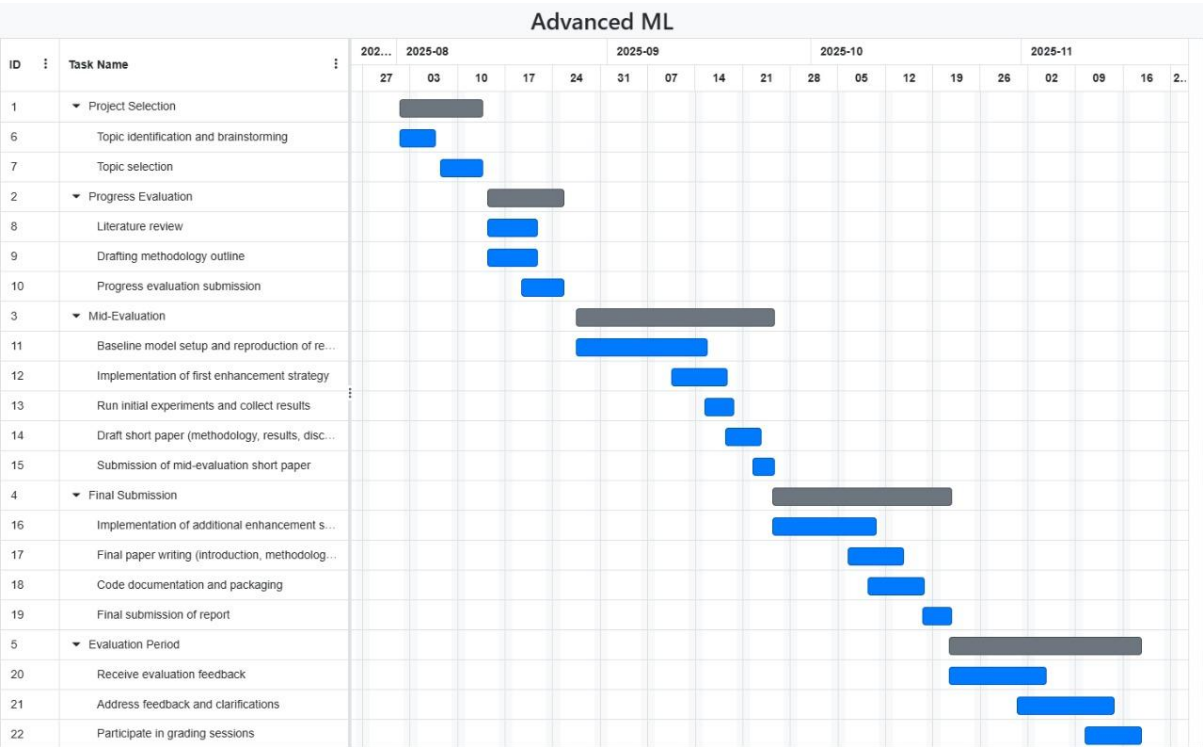 Advanced ML
ID Task Name 202... 2025-08 2025-09 2025-10 2025-11
27 03 10 17 24 31 07 14 21 28 05 12 19 26 02 09 16 2..
1 Project Selection
6 Topic identification and brainstorming
7 Topic selection
2 Progress Evaluation
8 Literature review
9 Drafting methodology outline
10 Progress evaluation submission
3 Mid-Evaluation
11 Baseline model setup and reproduction of re...
12 Implementation of first enhancement strategy
13 Run initial experiments and collect results
14 Draft short paper (methodology, results, disc...
15 Submission of mid-evaluation short paper
4 Final Submission
16 Implementation of additional enhancement s...
17 Final paper writing (introduction, methodolog...
18 Code documentation and packaging
19 Final submission of report
5 Evaluation Period
20 Receive evaluation feedback
21 Address feedback and clarifications
22 Participate in grading sessions